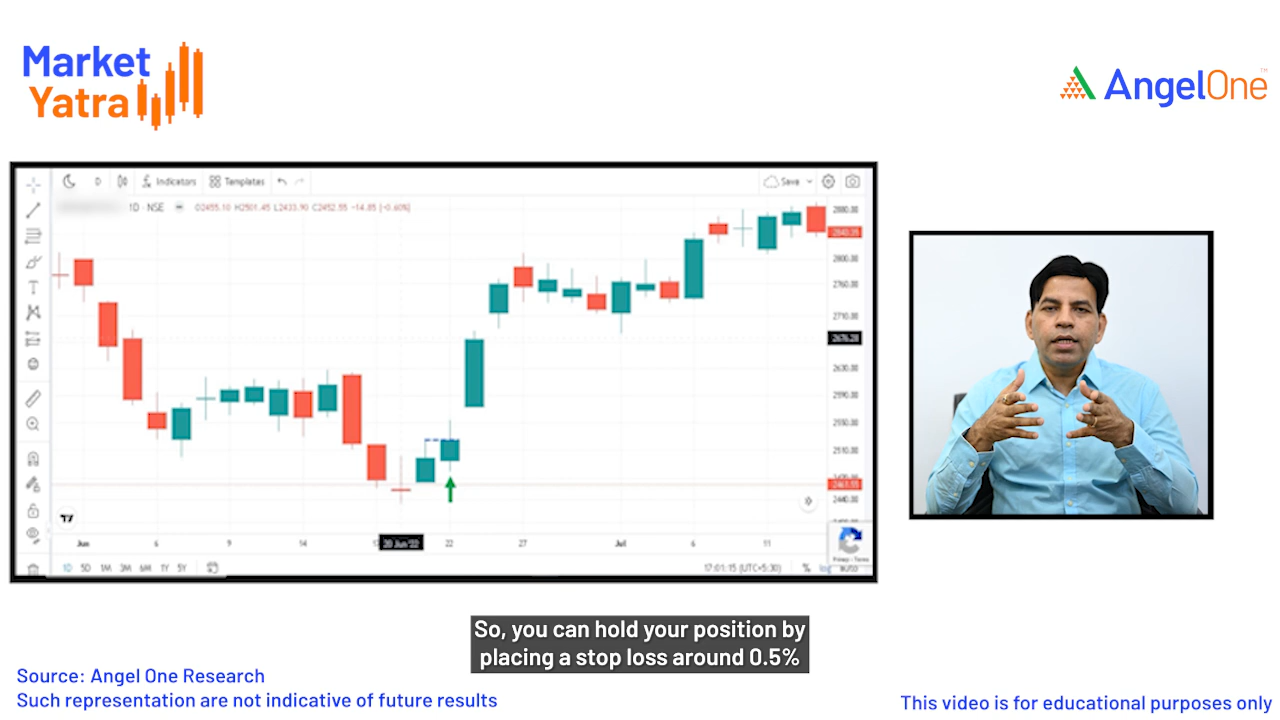 Market
Yatra
AngelOne
TM
D Indicators Templates Save
1D · NSE O2455.10 H2501.45 L2433.90 C2452.55 -14.85 (-0.60%)
2880.00
2840.35
2800.00
2760.00
2710.00
2676.20
2630.00
2590.00
2550.00
2510.00
2461.55
2440.00
Jun 6 9 14 20 Jun '22 22 27 Jul 6 11
1D 5D 1M 3M 6M 1Y 5Y 17:01:15 (UTC+5:30) % log auto
So, you can hold your position by
placing a stop loss around 0.5%
Source: Angel One Research
Such representation are not indicative of future results
This video is for educational purposes only